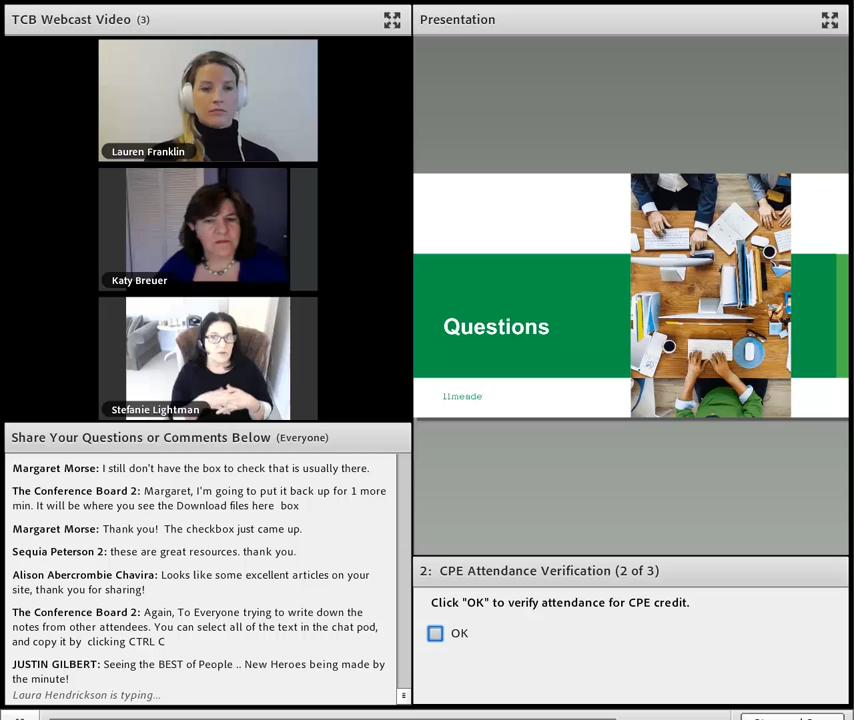 TCB Webcast Video (3)
Lauren Franklin
Katy Breuer
Stefanie Lightman
Share Your Questions or Comments Below (Everyone)
Margaret Morse: I still don't have the box to check that is usually there.
The Conference Board 2: Margaret, I'm going to put it back up for 1 more
min. It will be where you see the Download files here box
Margaret Morse: Thank you! The checkbox just came up.
Sequia Peterson 2: these are great resources. thank you.
Alison Abercrombie Chavira: Looks like some excellent articles on your
site, thank you for sharing!
The Conference Board 2: Again, To Everyone trying to write down the
notes from other attendees. You can select all of the text in the chat pod,
and copy it by clicking CTRL C
JUSTIN GILBERT: Seeing the BEST of People .. New Heroes being made by
the minute!
Laura Hendrickson is typing...
Presentation
Questions
limeade
2: CPE Attendance Verification (2 of 3)
Click "OK" to verify attendance for CPE credit.
OK